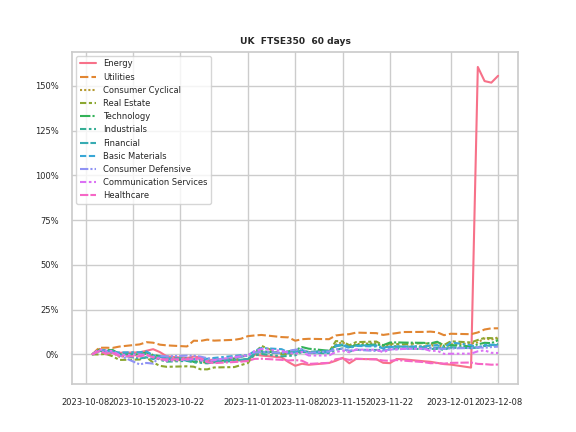 UK FTSE350 60 days
150%
125%
100%
75%
50%
25%
0%
Energy
Utilities
Consumer Cyclical
Real Estate
Technology
Industrials
Financial
Basic Materials
Consumer Defensive
Communication Services
Healthcare
2023-10-08 2023-10-15 2023-10-22 2023-11-01 2023-11-08 2023-11-15 2023-11-22 2023-12-01 2023-12-08